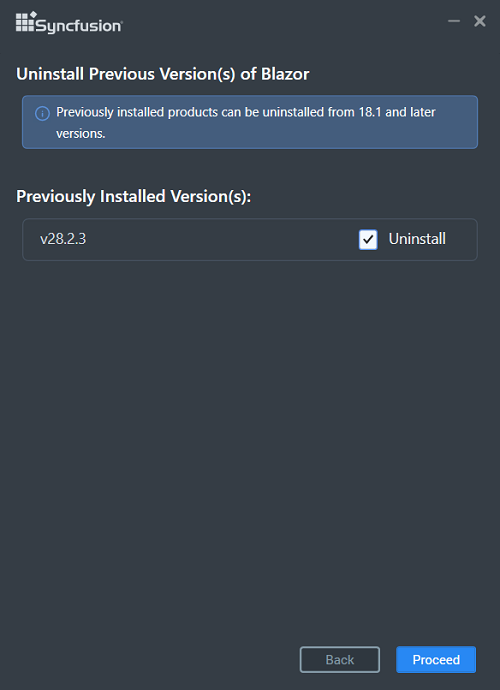 Syncfusion®
Uninstall Previous Version(s) of Blazor
Previously installed products can be uninstalled from 18.1 and later
versions.
Previously Installed Version(s):
v28.2.3 Uninstall
Back Proceed